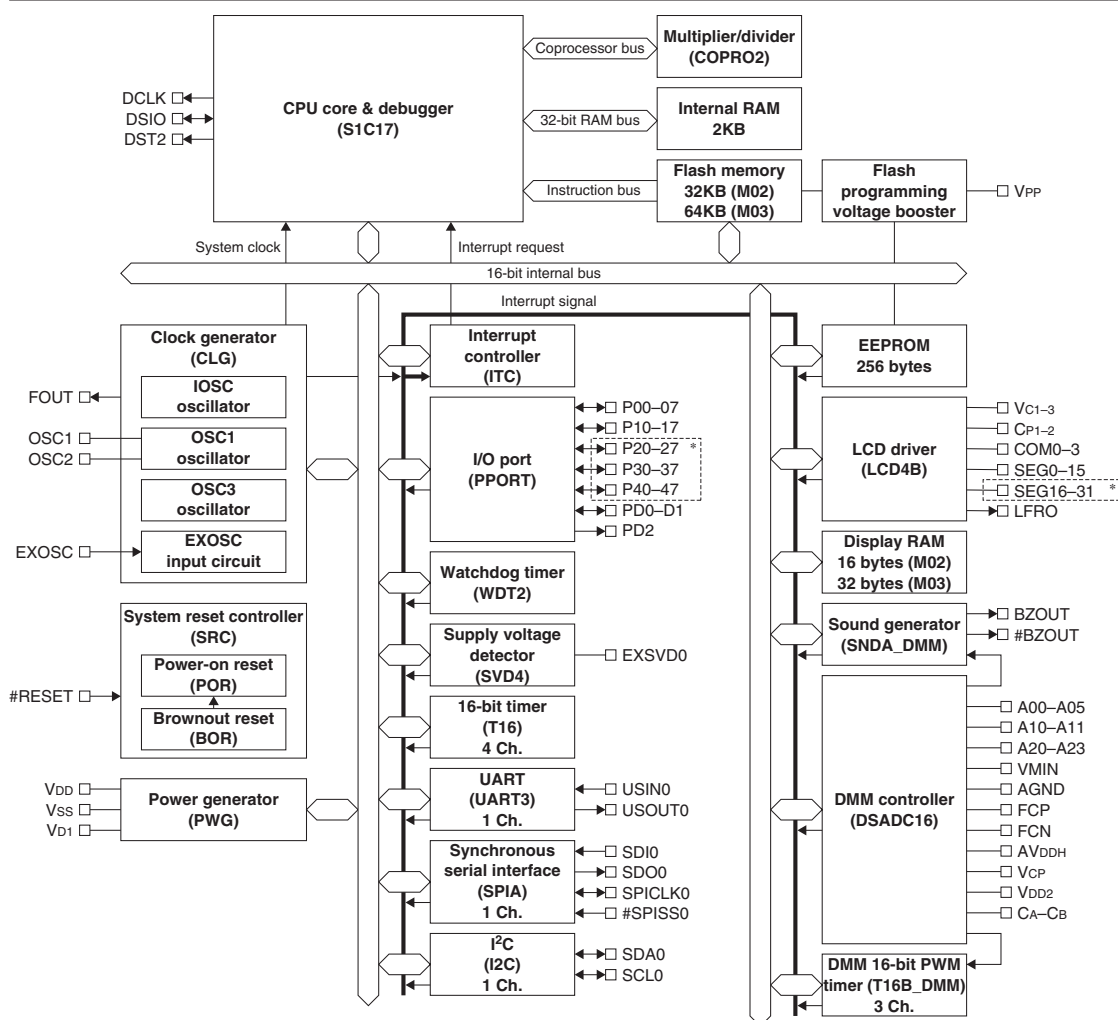 Multiplier/divider
(COPRO2)
Coprocessor bus
DCLK
DSIO
DST2
CPU core & debugger
(S1C17)
32-bit RAM bus
Internal RAM
2KB
Instruction bus
Flash memory
32KB (M02)
64KB (M03)
Flash
programming
voltage booster
VPP
System clock
Interrupt request
16-bit internal bus
Interrupt signal
Clock generator
(CLG)
IOSC
oscillator
FOUT
OSC1
OSC2
OSC1
oscillator
OSC3
oscillator
EXOSC
EXOSC
input circuit
System reset controller
(SRC)
Power-on reset
(POR)
#RESET
Brownout reset
(BOR)
VDD
VSS
VD1
Power generator
(PWG)
Interrupt
controller
(ITC)
I/O port
(PPORT)
P00–07
P10–17
P20–27 *
P30–37
P40–47
PD0–D1
PD2
Watchdog timer
(WDT2)
Supply voltage
detector
(SVD4)
EXSVD0
16-bit timer
(T16)
4 Ch.
UART
(UART3)
1 Ch.
USIN0
USOUT0
Synchronous
serial interface
(SPIA)
1 Ch.
SDI0
SDO0
SPICLK0
#SPISS0
I²C
(I2C)
1 Ch.
SDA0
SCL0
EEPROM
256 bytes
LCD driver
(LCD4B)
VC1–3
CP1–2
COM0–3
SEG0–15
SEG16–31 *
LFRO
Display RAM
16 bytes (M02)
32 bytes (M03)
Sound generator
(SNDA_DMM)
BZOUT
#BZOUT
DMM controller
(DSADC16)
A00–A05
A10–A11
A20–A23
VMIN
AGND
FCP
FCN
AVDDH
VCP
VDD2
CA–CB
DMM 16-bit PWM
timer (T16B_DMM)
3 Ch.